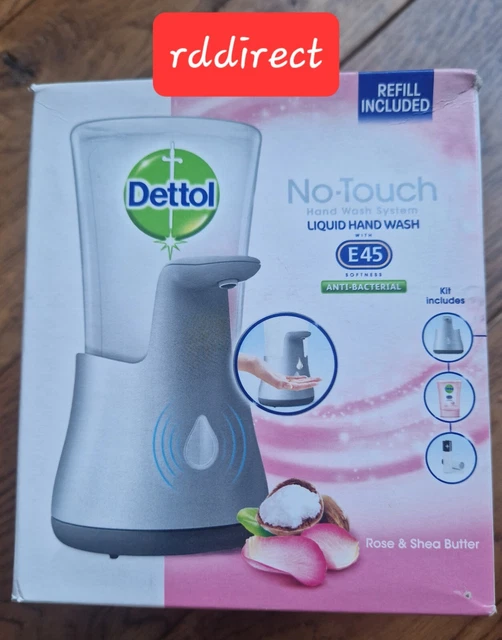 rddirect
REFILL
INCLUDED
Dettol
No-Touch
Hand Wash System
LIQUID HAND WASH
WITH
E45
SOFTNESS
ANTI-BACTERIAL
Kit
includes
Rose & Shea Butter